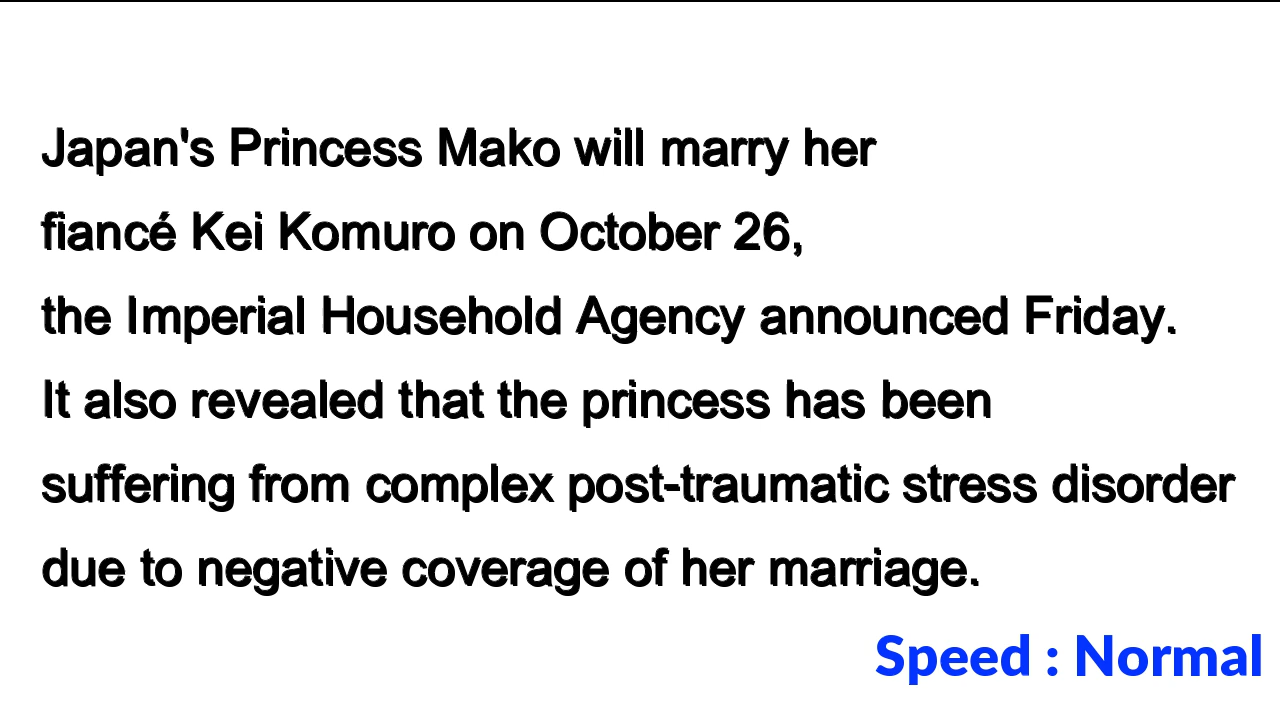 Japan's Princess Mako will marry her
fiancé Kei Komuro on October 26,
the Imperial Household Agency announced Friday.
It also revealed that the princess has been
suffering from complex post-traumatic stress disorder
due to negative coverage of her marriage.
Speed : Normal